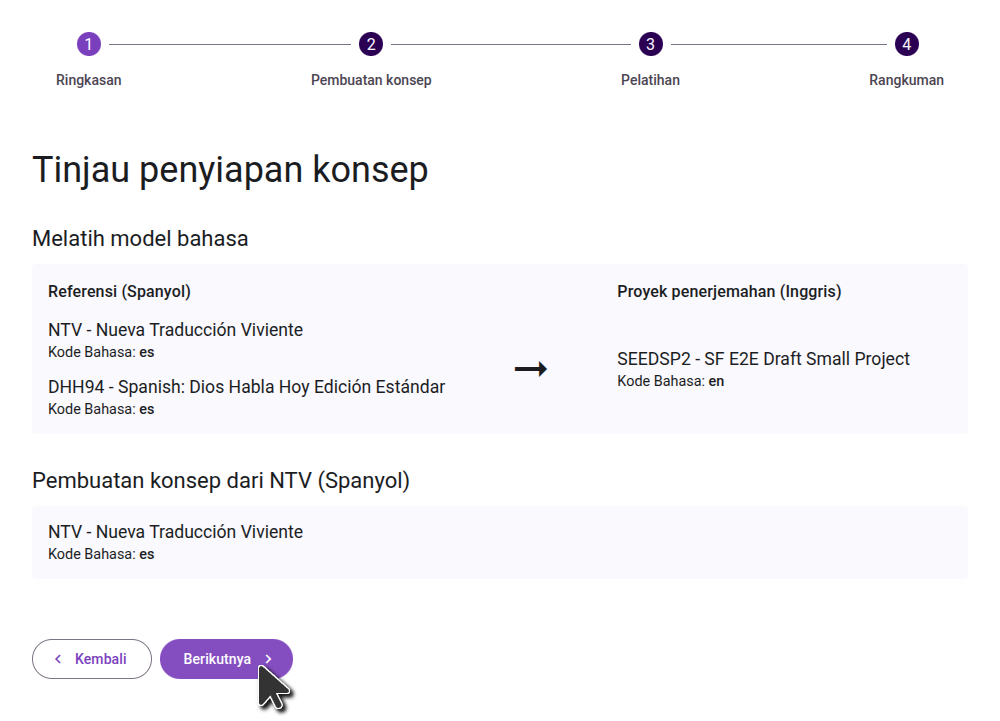 1
2
3
4
Ringkasan
Pembuatan konsep
Pelatihan
Rangkuman
Tinjau penyiapan konsep
Melatih model bahasa
Referensi (Spanyol)
NTV - Nueva Traducción Viviente
Kode Bahasa: es
DHH94 - Spanish: Dios Habla Hoy Edición Estándar
Kode Bahasa: es
Proyek penerjemahan (Inggris)
SEEDSP2 - SF E2E Draft Small Project
Kode Bahasa: en
Pembuatan konsep dari NTV (Spanyol)
NTV - Nueva Traducción Viviente
Kode Bahasa: es
Kembali
Berikutnya